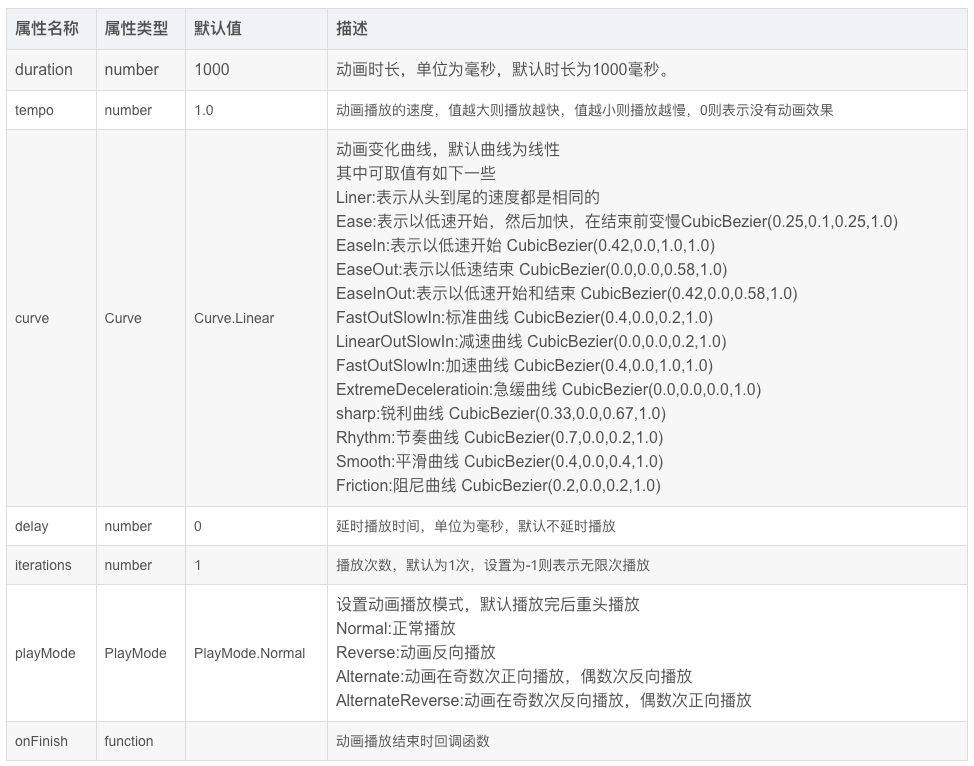 属性名称 属性类型 默认值 描述
duration number 1000 动画时长，单位为毫秒，默认时长为1000毫秒。
tempo number 1.0 动画播放的速度，值越大则播放越快，值越小则播放越慢，0则表示没有动画效果
curve Curve Curve.Linear 动画变化曲线，默认曲线为线性
其中可取值有如下一些
Liner:表示从头到尾的速度都是相同的
Ease:表示以低速开始，然后加快，在结束前变慢CubicBezier(0.25,0.1,0.25,1.0)
EaseIn:表示以低速开始 CubicBezier(0.42,0.0,1.0,1.0)
EaseOut:表示以低速结束 CubicBezier(0.0,0.0,0.58,1.0)
EaseInOut:表示以低速开始和结束 CubicBezier(0.42,0.0,0.58,1.0)
FastOutSlowIn:标准曲线 CubicBezier(0.4,0.0,0.2,1.0)
LinearOutSlowIn:减速曲线 CubicBezier(0.0,0.0,0.2,1.0)
FastOutSlowIn:加速曲线 CubicBezier(0.4,0.0,1.0,1.0)
ExtremeDeceleratioin:急缓曲线 CubicBezier(0.0,0.0,0.0,1.0)
sharp:锐利曲线 CubicBezier(0.33,0.0,0.67,1.0)
Rhythm:节奏曲线 CubicBezier(0.7,0.0,0.2,1.0)
Smooth:平滑曲线 CubicBezier(0.4,0.0,0.4,1.0)
Friction:阻尼曲线 CubicBezier(0.2,0.0,0.2,1.0)
delay number 0 延时播放时间，单位为毫秒，默认不延时播放
iterations number 1 播放次数，默认为1次，设置为-1则表示无限次播放
playMode PlayMode PlayMode.Normal 设置动画播放模式，默认播放完后重头播放
Normal:正常播放
Reverse:动画反向播放
Alternate:动画在奇数次正向播放，偶数次反向播放
AlternateReverse:动画在奇数次反向播放，偶数次正向播放
onFinish function 动画播放结束时回调函数